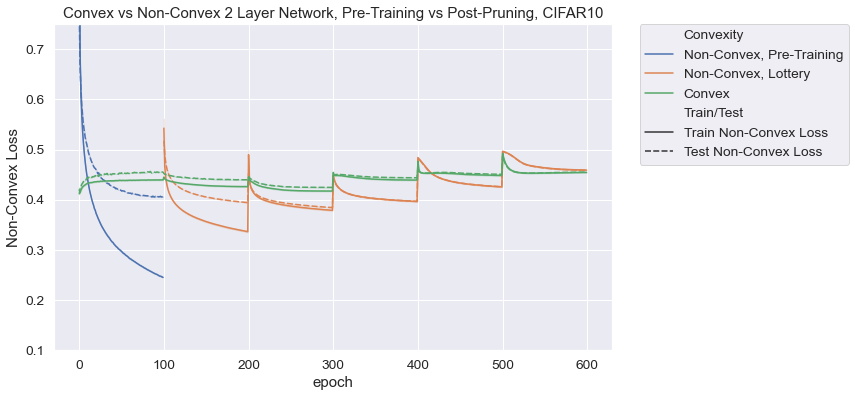 Convex vs Non-Convex 2 Layer Network, Pre-Training vs Post-Pruning, CIFAR10
Non-Convex Loss
0.7
0.6
0.5
0.4
0.3
0.2
0.1
0 100 200 300 400 500 600
epoch
Convexity
Non-Convex, Pre-Training
Non-Convex, Lottery
Convex
Train/Test
Train Non-Convex Loss
Test Non-Convex Loss